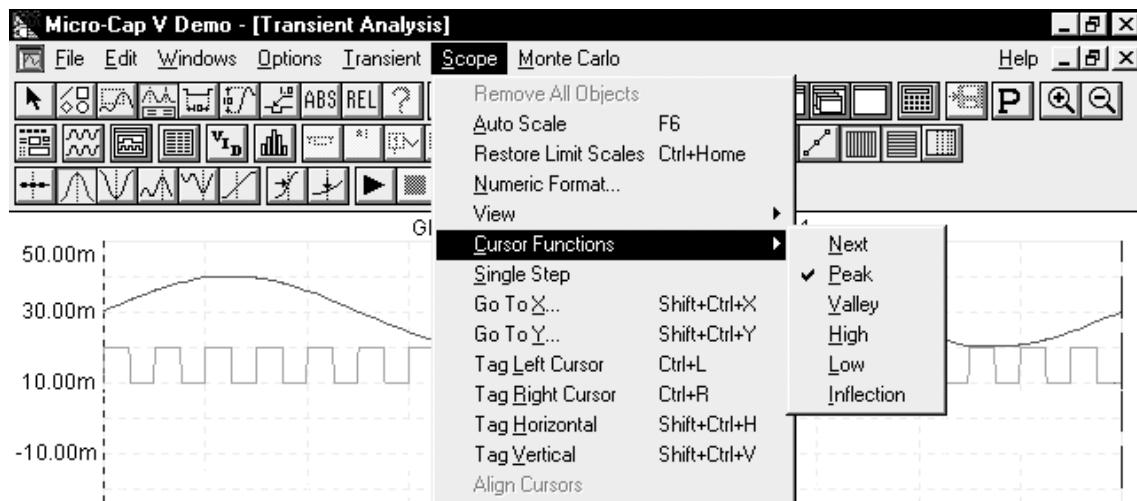 Micro-Cap V Demo - [Transient Analysis]
File Edit Windows Options Transient Scope Monte Carlo Help
ABS REL ?
P
Remove All Objects
Auto Scale F6
Restore Limit Scales Ctrl+Home
Numeric Format...
View
Cursor Functions
Single Step
Go To X... Shift+Ctrl+X
Go To Y... Shift+Ctrl+Y
Tag Left Cursor Ctrl+L
Tag Right Cursor Ctrl+R
Tag Horizontal Shift+Ctrl+H
Tag Vertical Shift+Ctrl+V
Align Cursors
Next
Peak
Valley
High
Low
Inflection
50.00m
30.00m
10.00m
-10.00m